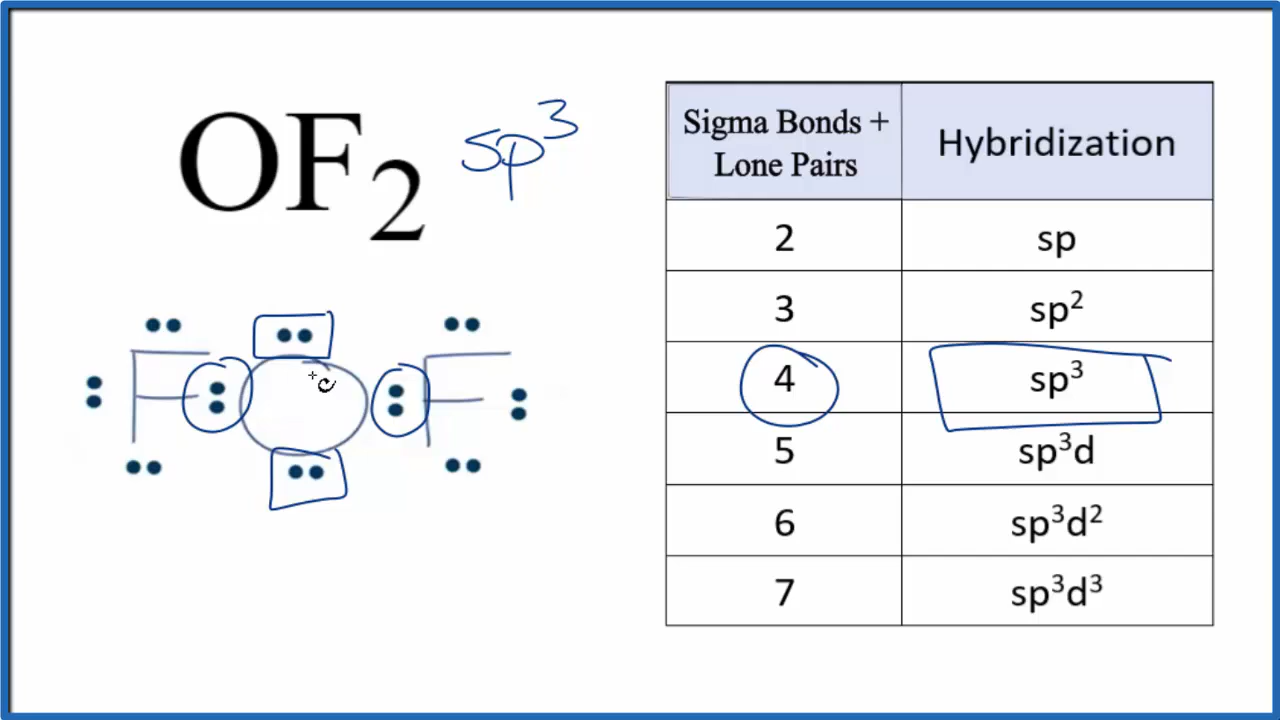 OF₂ sp³
F O F
Sigma Bonds + Lone Pairs Hybridization
2 sp
3 sp²
4 sp³
5 sp³d
6 sp³d²
7 sp³d³